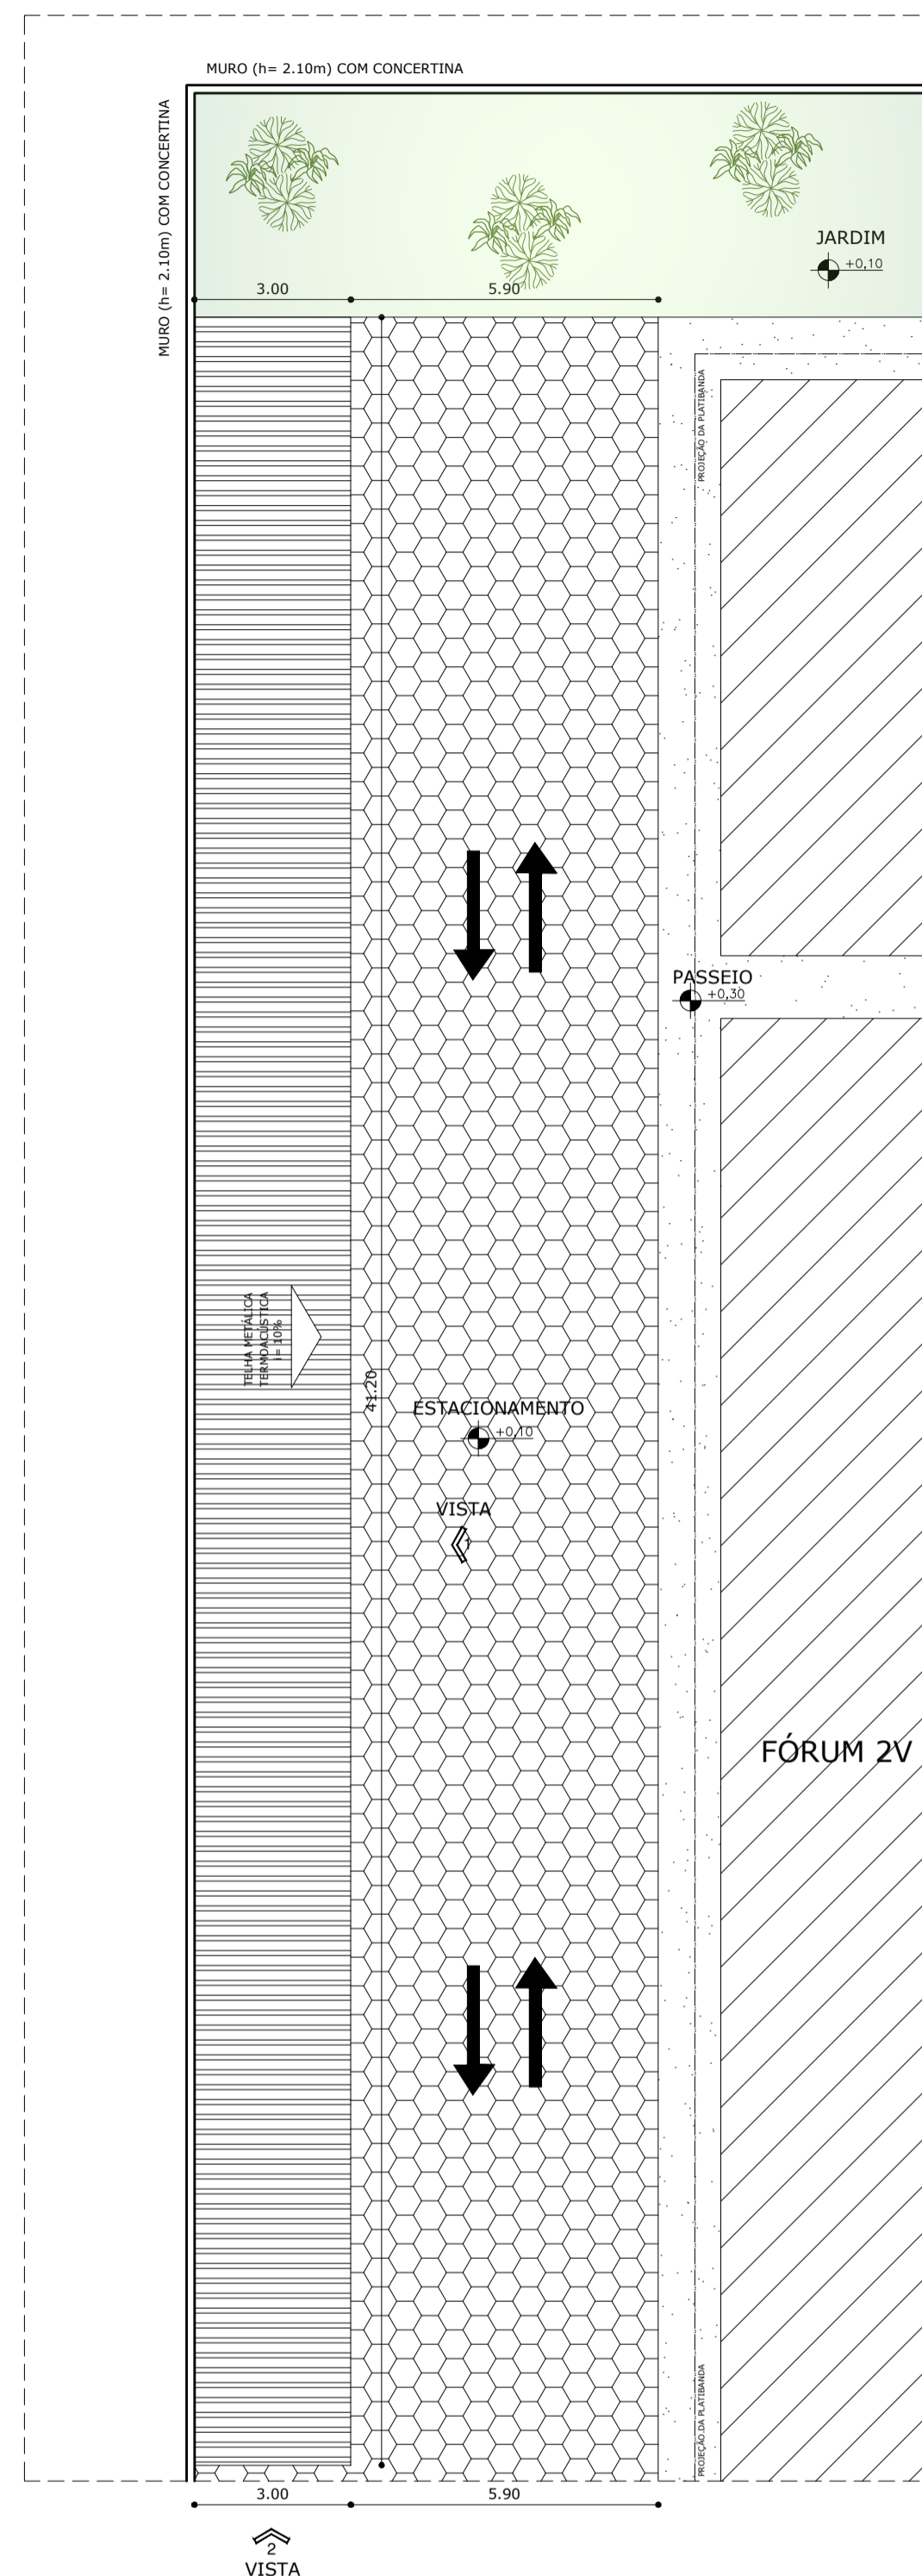 MURO (h= 2.10m) COM CONCERTINA
MURO (h= 2.10m) COM CONCERTINA
JARDIM
+0,10
3.00
5.90
PROJEÇÃO DA PLATIBANDA
PASSEIO
+0,30
TELHA METÁLICA
TERMOACÚSTICA
i= 10%
41.20
ESTACIONAMENTO
+0,10
VISTA
1
FÓRUM 2V
PROJEÇÃO DA PLATIBANDA
3.00
5.90
2
VISTA